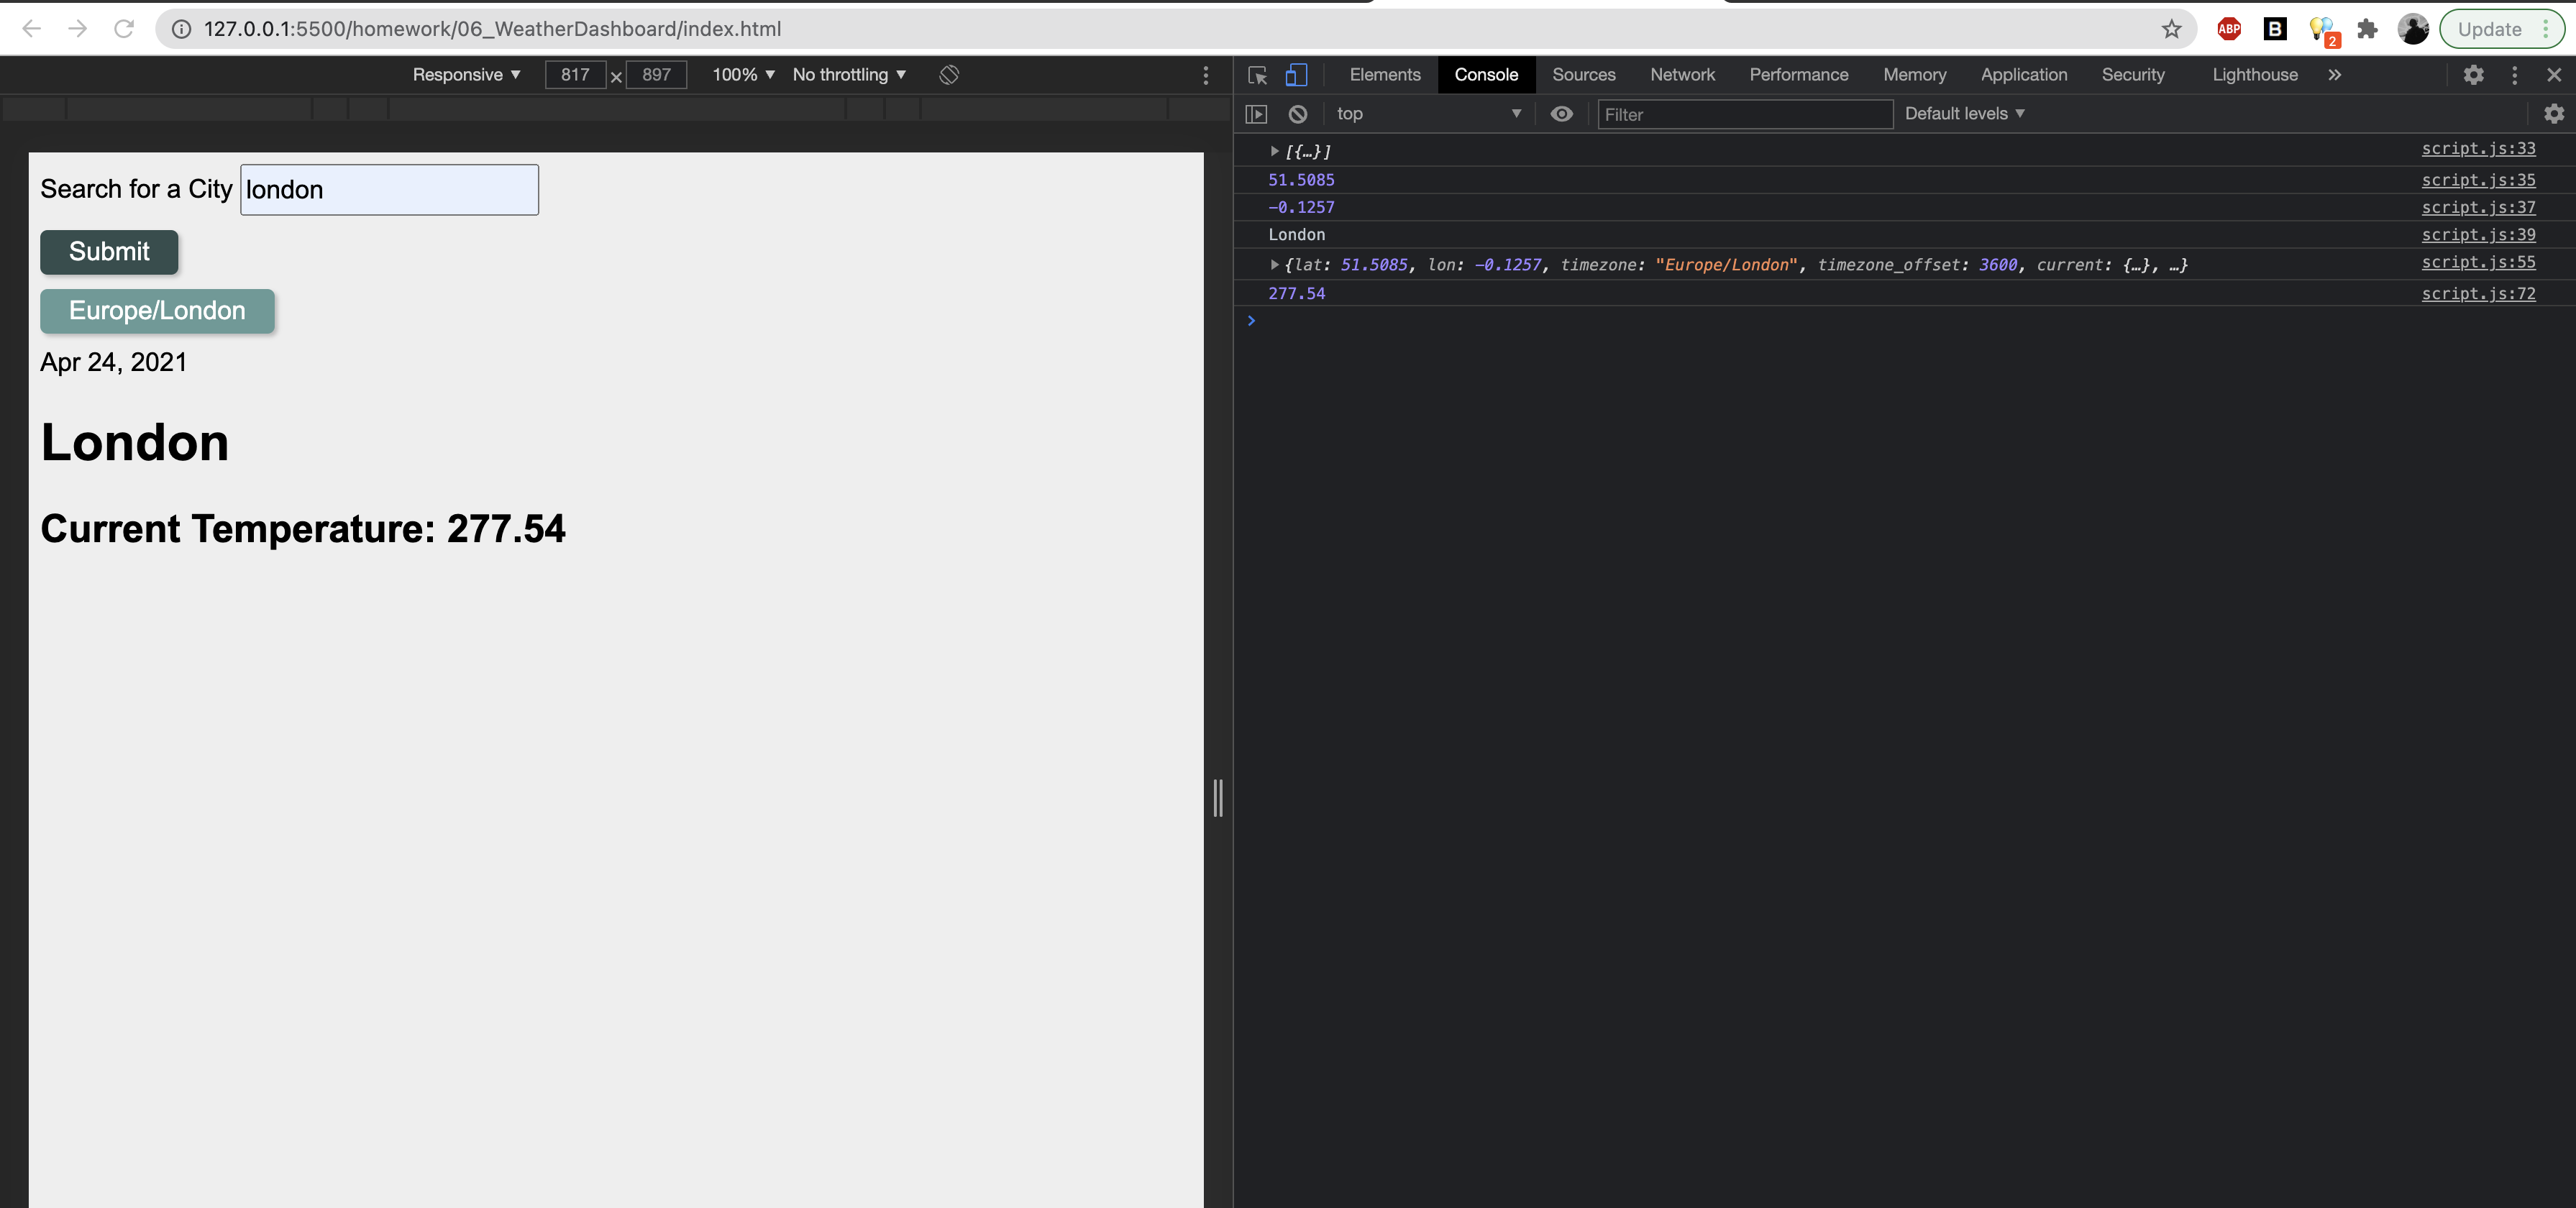 127.0.0.1:5500/homework/06_WeatherDashboard/index.html
ABP
B
2
Update
Responsive ▼ 817 × 897 100% ▼ No throttling ▼
Elements Console Sources Network Performance Memory Application Security Lighthouse »
top ▼ Filter Default levels ▼
Search for a City london
Submit
Europe/London
Apr 24, 2021
London
Current Temperature: 277.54
▶ [{…}] script.js:33
51.5085 script.js:35
-0.1257 script.js:37
London script.js:39
▶ {lat: 51.5085, lon: -0.1257, timezone: "Europe/London", timezone_offset: 3600, current: {…}, …} script.js:55
277.54 script.js:72
>